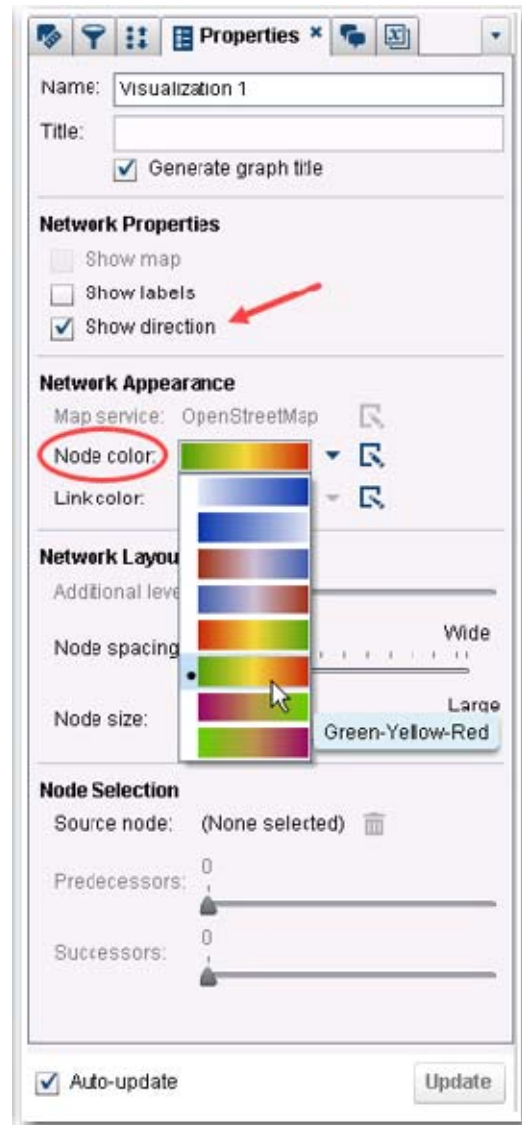 Properties
Name: Visualization 1
Title:
Generate graph title
Network Properties
Show map
Show labels
Show direction
Network Appearance
Map service: OpenStreetMap
Node color:
Link color:
Network Layou
Additional leve
Node spacing
Wide
Node size:
Large
Green-Yellow-Red
Node Selection
Source node: (None selected)
Predecessors: 0
Successors: 0
Auto-update
Update